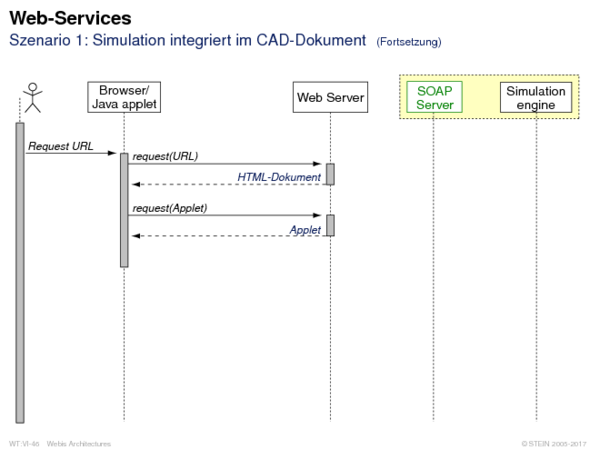 Web-Services
Szenario 1: Simulation integriert im CAD-Dokument (Fortsetzung)
Browser/
Java applet
Web Server
SOAP
Server
Simulation
engine
Request URL
request(URL)
HTML-Dokument
request(Applet)
Applet
WT:VI-46 Webis Architectures
© STEIN 2005-2017